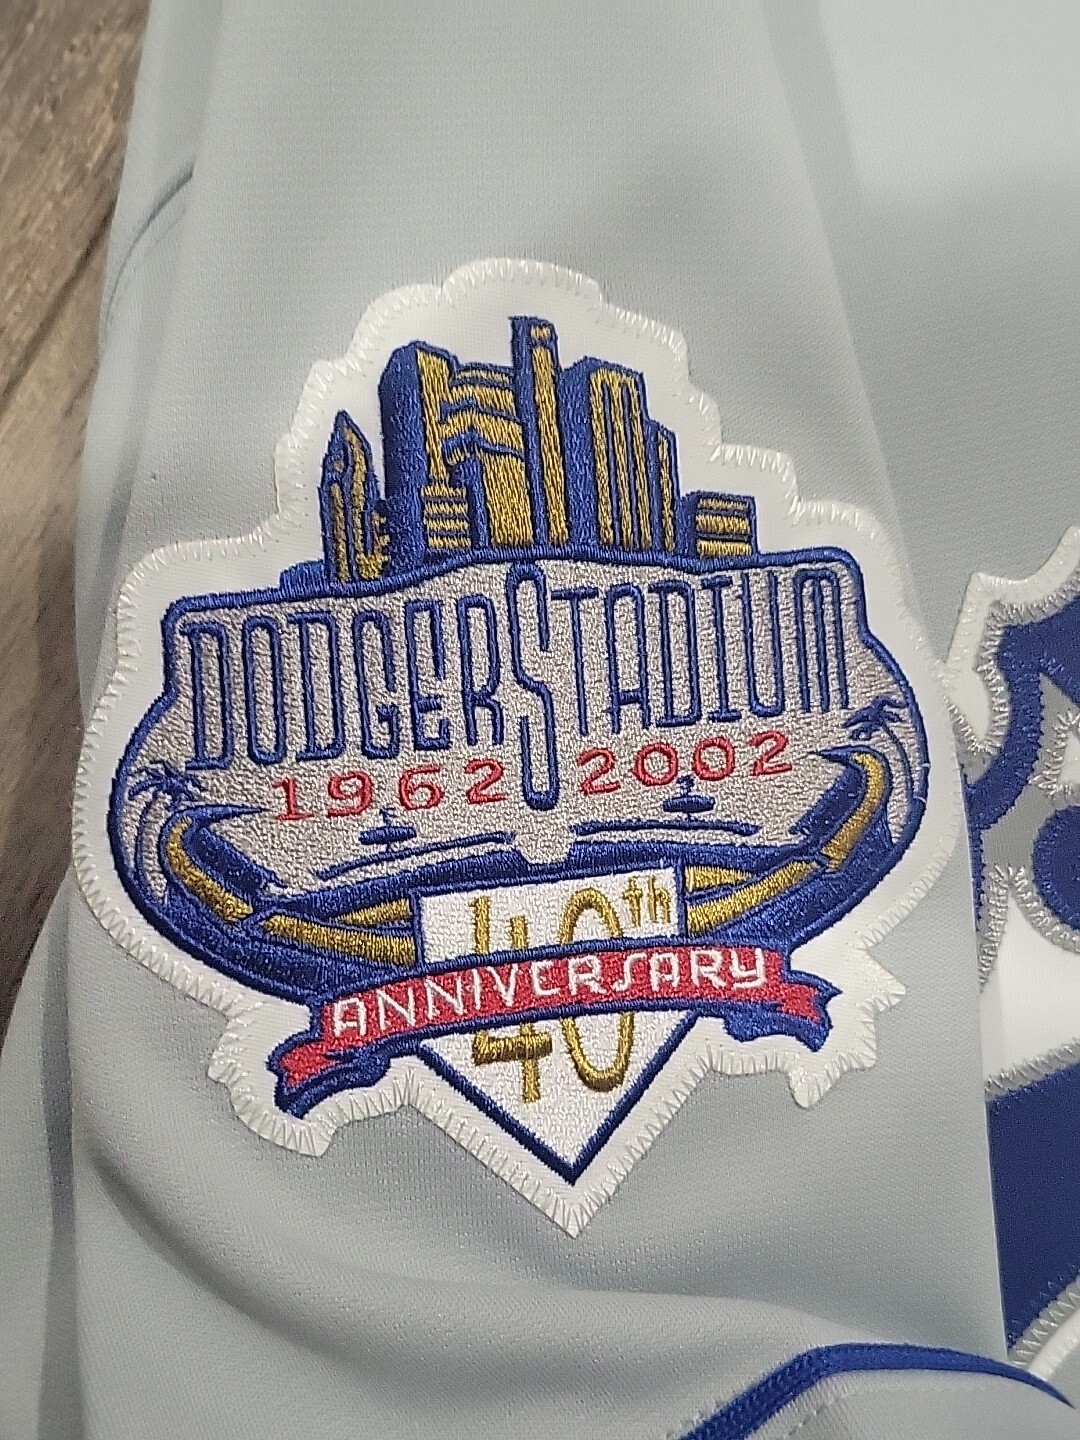 DODGER STADIUM
1962 2002
40th
ANNIVERSARY